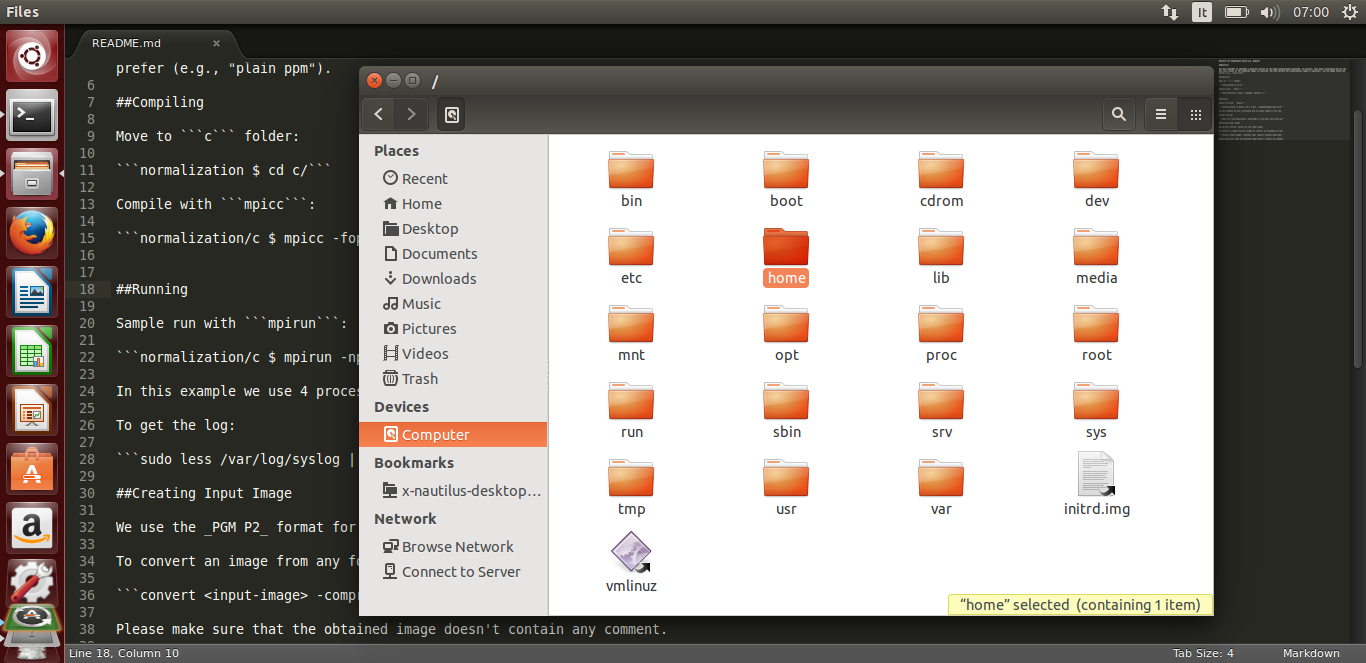 Files
It
07:00
README.md
prefer (e.g., "plain ppm").
6
7 ##Compiling
8
9 Move to ```c``` folder:
10
11 ```normalization $ cd c/```
12
13 Compile with ```mpicc```:
14
15 ```normalization/c $ mpicc -fop
16
17
18 ##Running
19
20 Sample run with ```mpirun```:
21
22 ```normalization/c $ mpirun -np
23
24 In this example we use 4 proces
25
26 To get the log:
27
28 ```sudo less /var/log/syslog |
29
30 ##Creating Input Image
31
32 We use the _PGM P2_ format for
33
34 To convert an image from any fo
35
36 ```convert <input-image> -compr
37
38 Please make sure that the obtained image doesn't contain any comment.
/
Places
Recent
Home
Desktop
Documents
Downloads
Music
Pictures
Videos
Trash
Devices
Computer
Bookmarks
x-nautilus-desktop...
Network
Browse Network
Connect to Server
bin boot cdrom dev
etc home lib media
mnt opt proc root
run sbin srv sys
tmp usr var initrd.img
vmlinuz
“home” selected (containing 1 item)
Line 18, Column 10
Tab Size: 4
Markdown